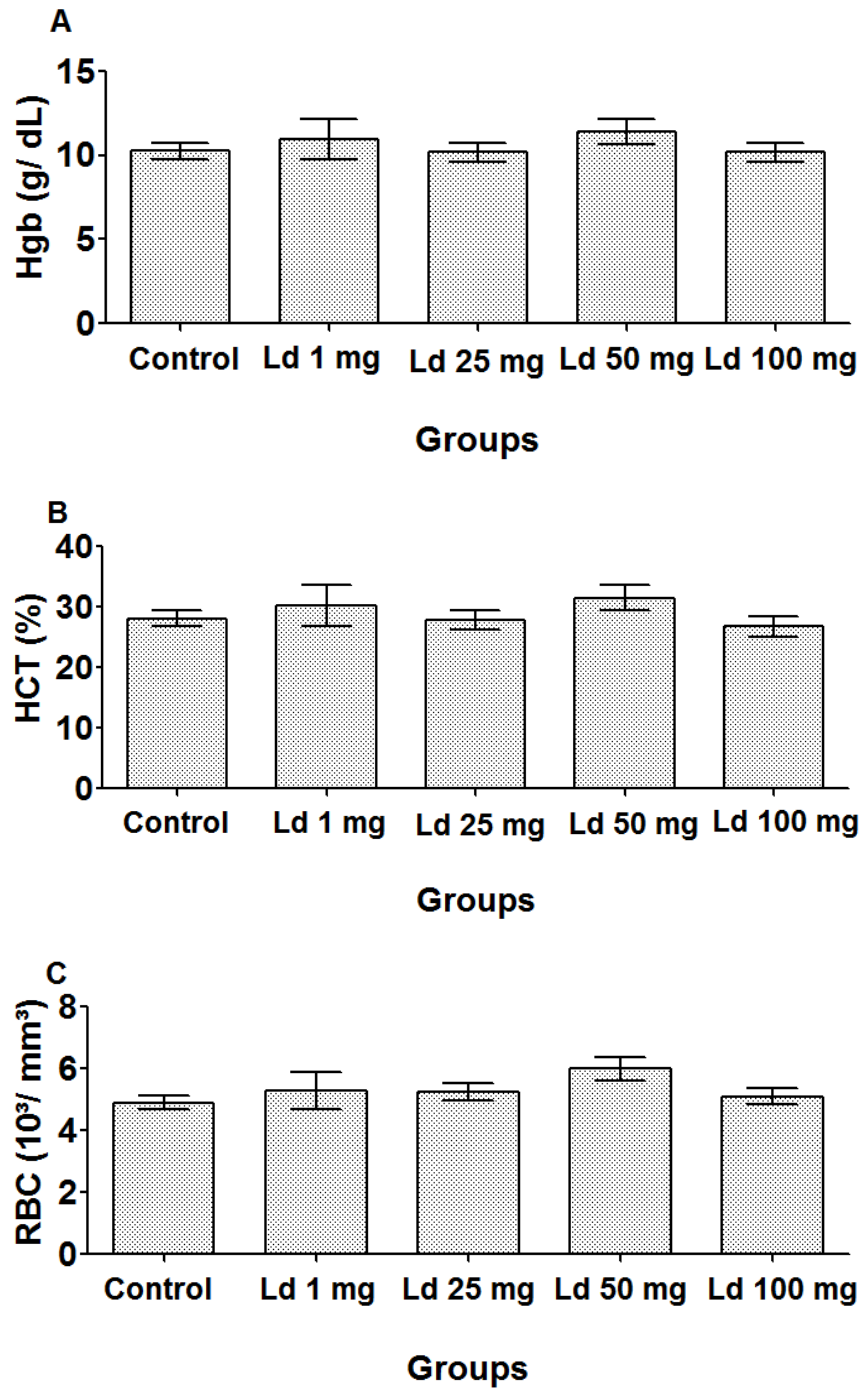 A
Hgb (g/ dL)
15
10
5
0
Control Ld 1 mg Ld 25 mg Ld 50 mg Ld 100 mg
Groups
B
HCT (%)
40
30
20
10
0
Control Ld 1 mg Ld 25 mg Ld 50 mg Ld 100 mg
Groups
C
RBC (10³/ mm³)
8
6
4
2
0
Control Ld 1 mg Ld 25 mg Ld 50 mg Ld 100 mg
Groups